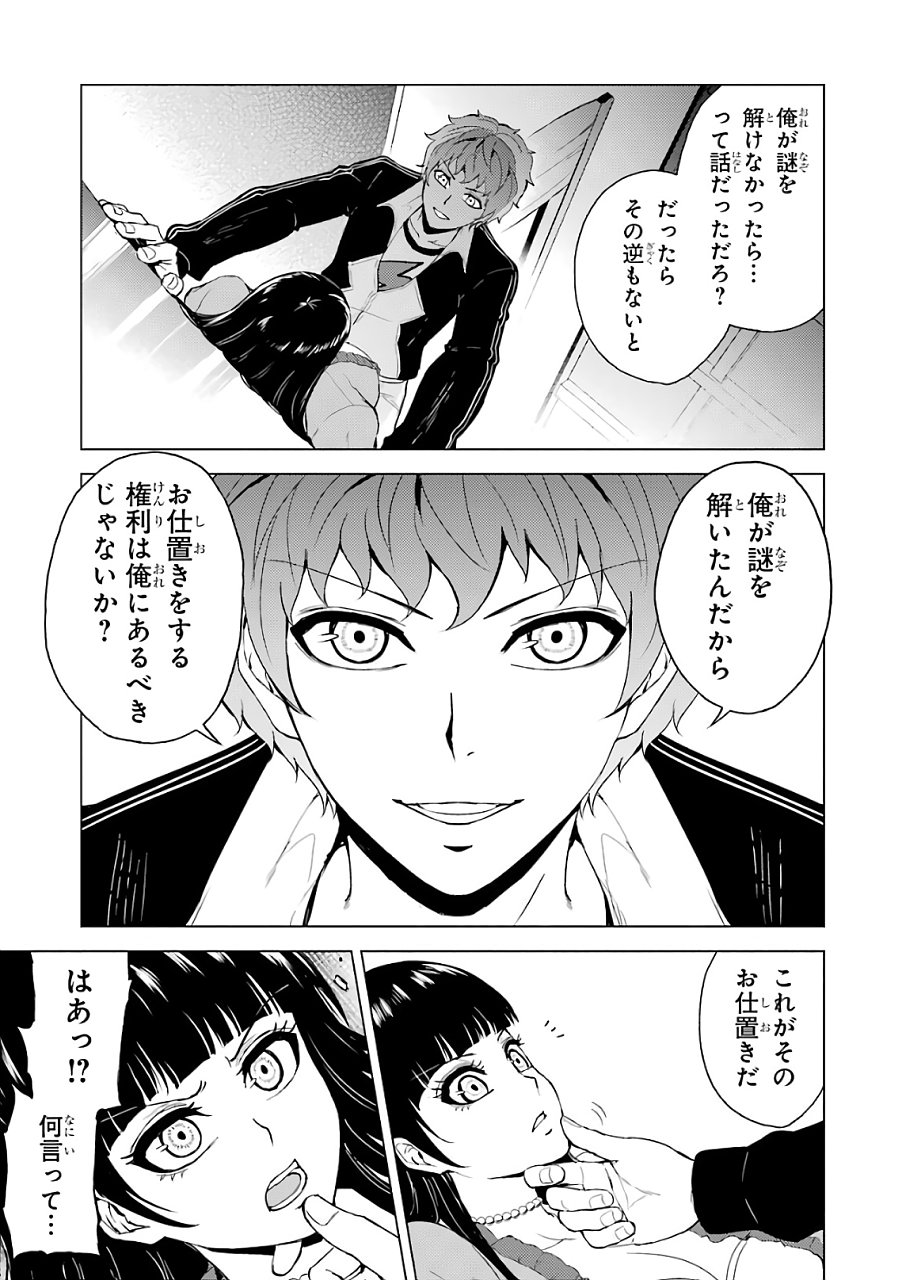 俺が謎を
解けなかったら…
って話だっただろ?
だったら
その逆もないと
俺が謎を
解いたんだから
お仕置きをする
権利は俺にあるべき
じゃないか?
これがその
お仕置きだ
はあっ!?
何言って…